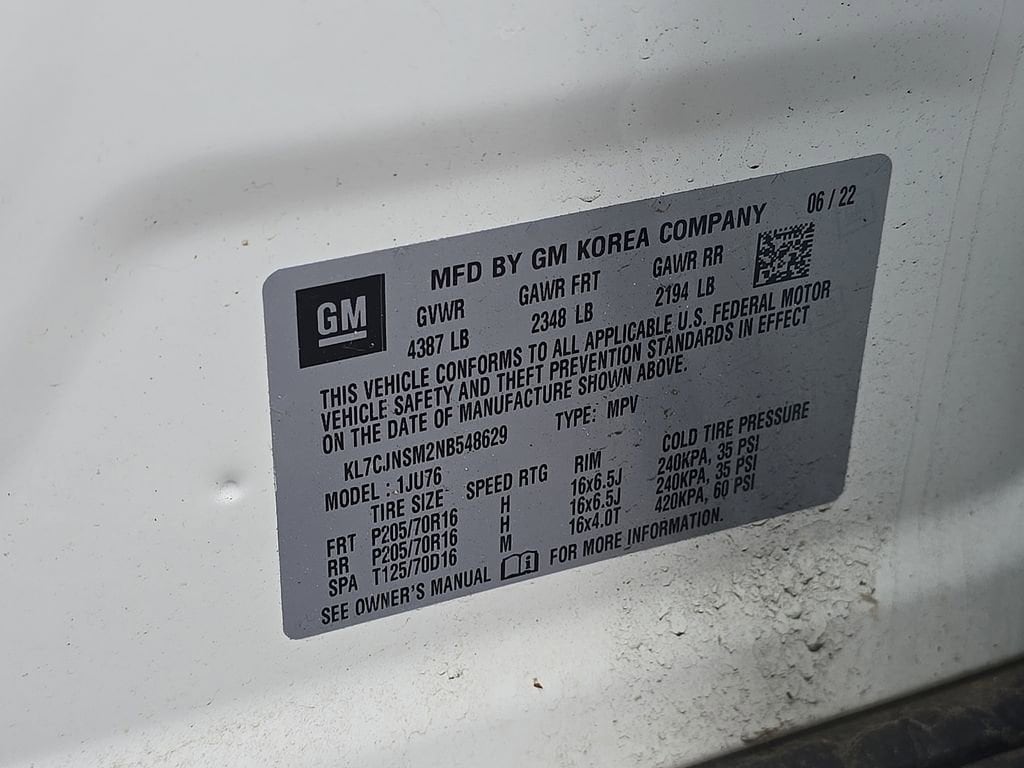 MFD BY GM KOREA COMPANY 06 / 22
GM
GVWR GAWR FRT GAWR RR
4387 LB 2348 LB 2194 LB
THIS VEHICLE CONFORMS TO ALL APPLICABLE U.S. FEDERAL MOTOR
VEHICLE SAFETY AND THEFT PREVENTION STANDARDS IN EFFECT
ON THE DATE OF MANUFACTURE SHOWN ABOVE.
KL7CJNSM2NB548629 TYPE: MPV
MODEL : 1JU76
TIRE SIZE SPEED RTG RIM COLD TIRE PRESSURE
FRT P205/70R16 H 16x6.5J 240KPA, 35 PSI
RR P205/70R16 H 16x6.5J 240KPA, 35 PSI
SPA T125/70D16 M 16x4.0T 420KPA, 60 PSI
SEE OWNER'S MANUAL FOR MORE INFORMATION.